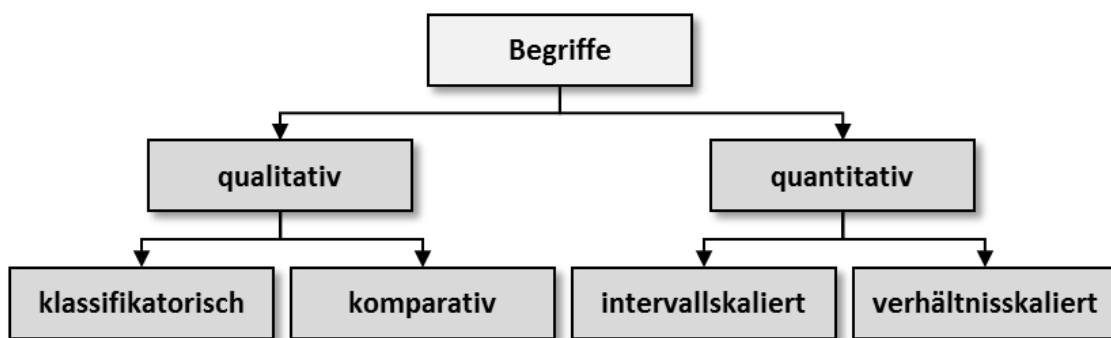 Begriffe
qualitativ
quantitativ
klassifikatorisch
komparativ
intervallskaliert
verhältnisskaliert